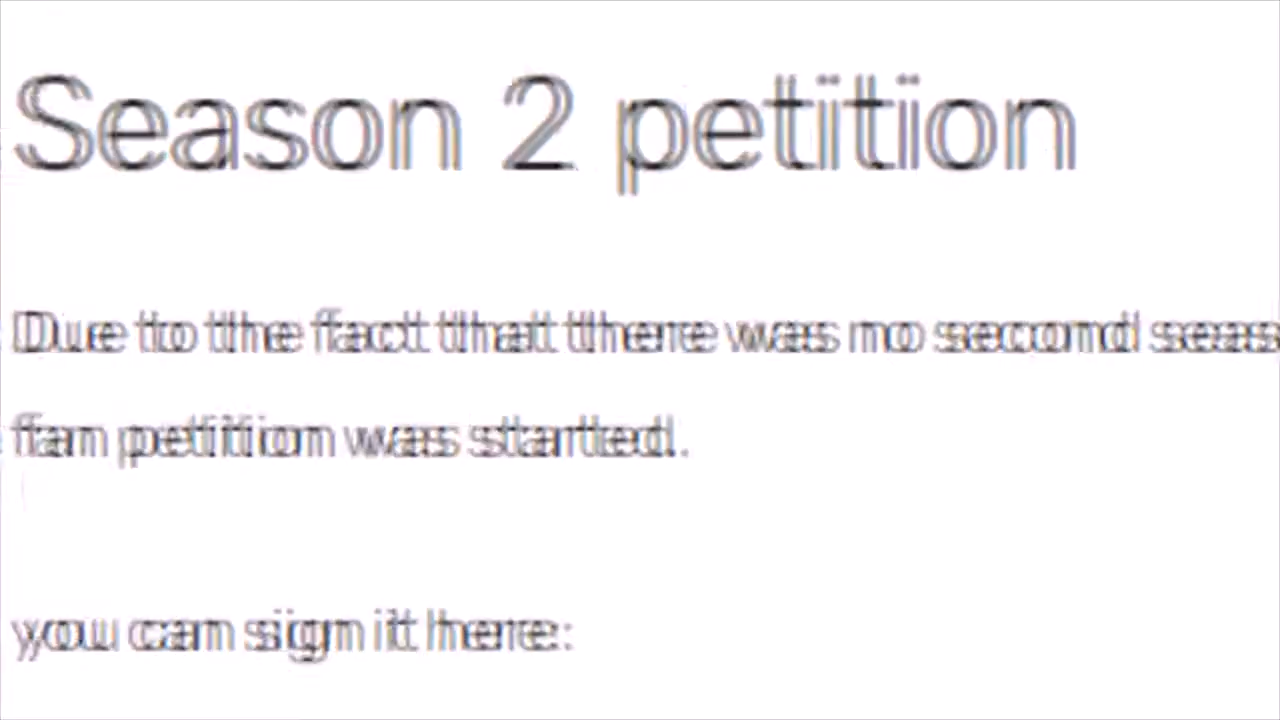 Season 2 petition
Due to the fact that there was no second seas
fan petition was started.
you can sign it here: